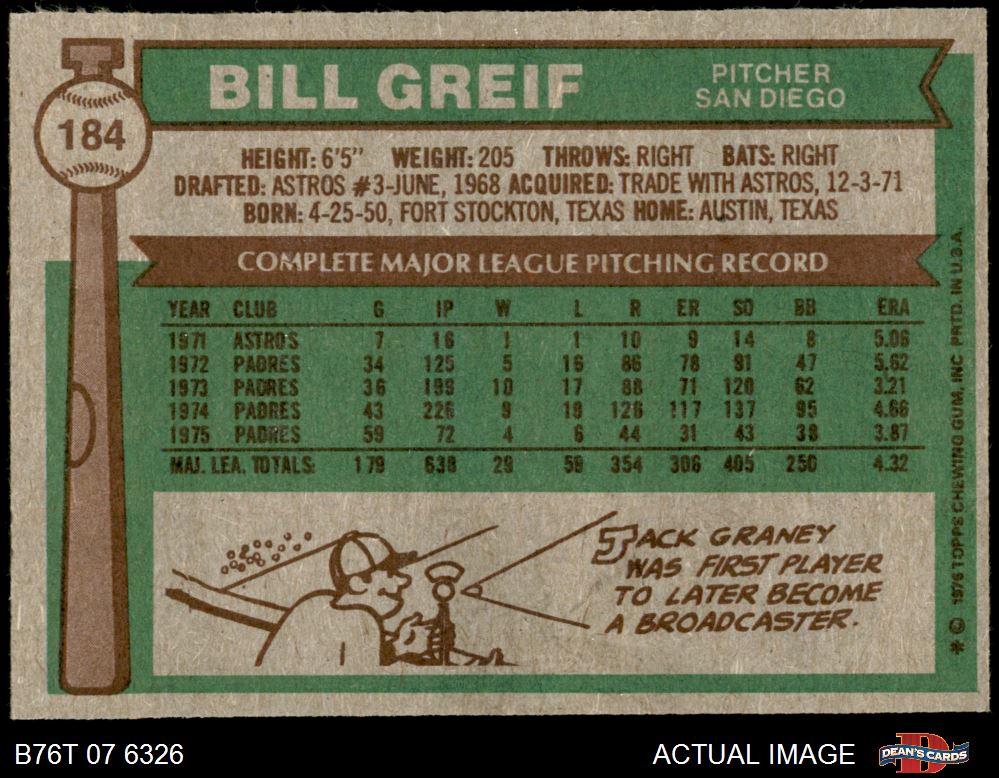 184
BILL GREIF
PITCHER
SAN DIEGO
HEIGHT: 6'5" WEIGHT: 205 THROWS: RIGHT BATS: RIGHT
DRAFTED: ASTROS #3-JUNE, 1968 ACQUIRED: TRADE WITH ASTROS, 12-3-71
BORN: 4-25-50, FORT STOCKTON, TEXAS HOME: AUSTIN, TEXAS
COMPLETE MAJOR LEAGUE PITCHING RECORD
YEAR CLUB G IP W L R ER SO BB ERA
1971 ASTROS 7 16 1 1 10 9 14 8 5.06
1972 PADRES 34 125 5 16 86 78 91 47 5.62
1973 PADRES 36 199 10 17 88 71 120 62 3.21
1974 PADRES 43 226 9 19 126 117 137 95 4.66
1975 PADRES 59 72 4 6 44 31 43 38 3.87
MAJ. LEA. TOTALS: 179 638 29 59 354 306 405 250 4.32
JACK GRANEY
WAS FIRST PLAYER
TO LATER BECOME
A BROADCASTER.
* © 1976 TOPPS CHEWING GUM, INC PRTD. IN U.S.A.
B76T 07 6326
ACTUAL IMAGE
D
DEAN'S CARDS